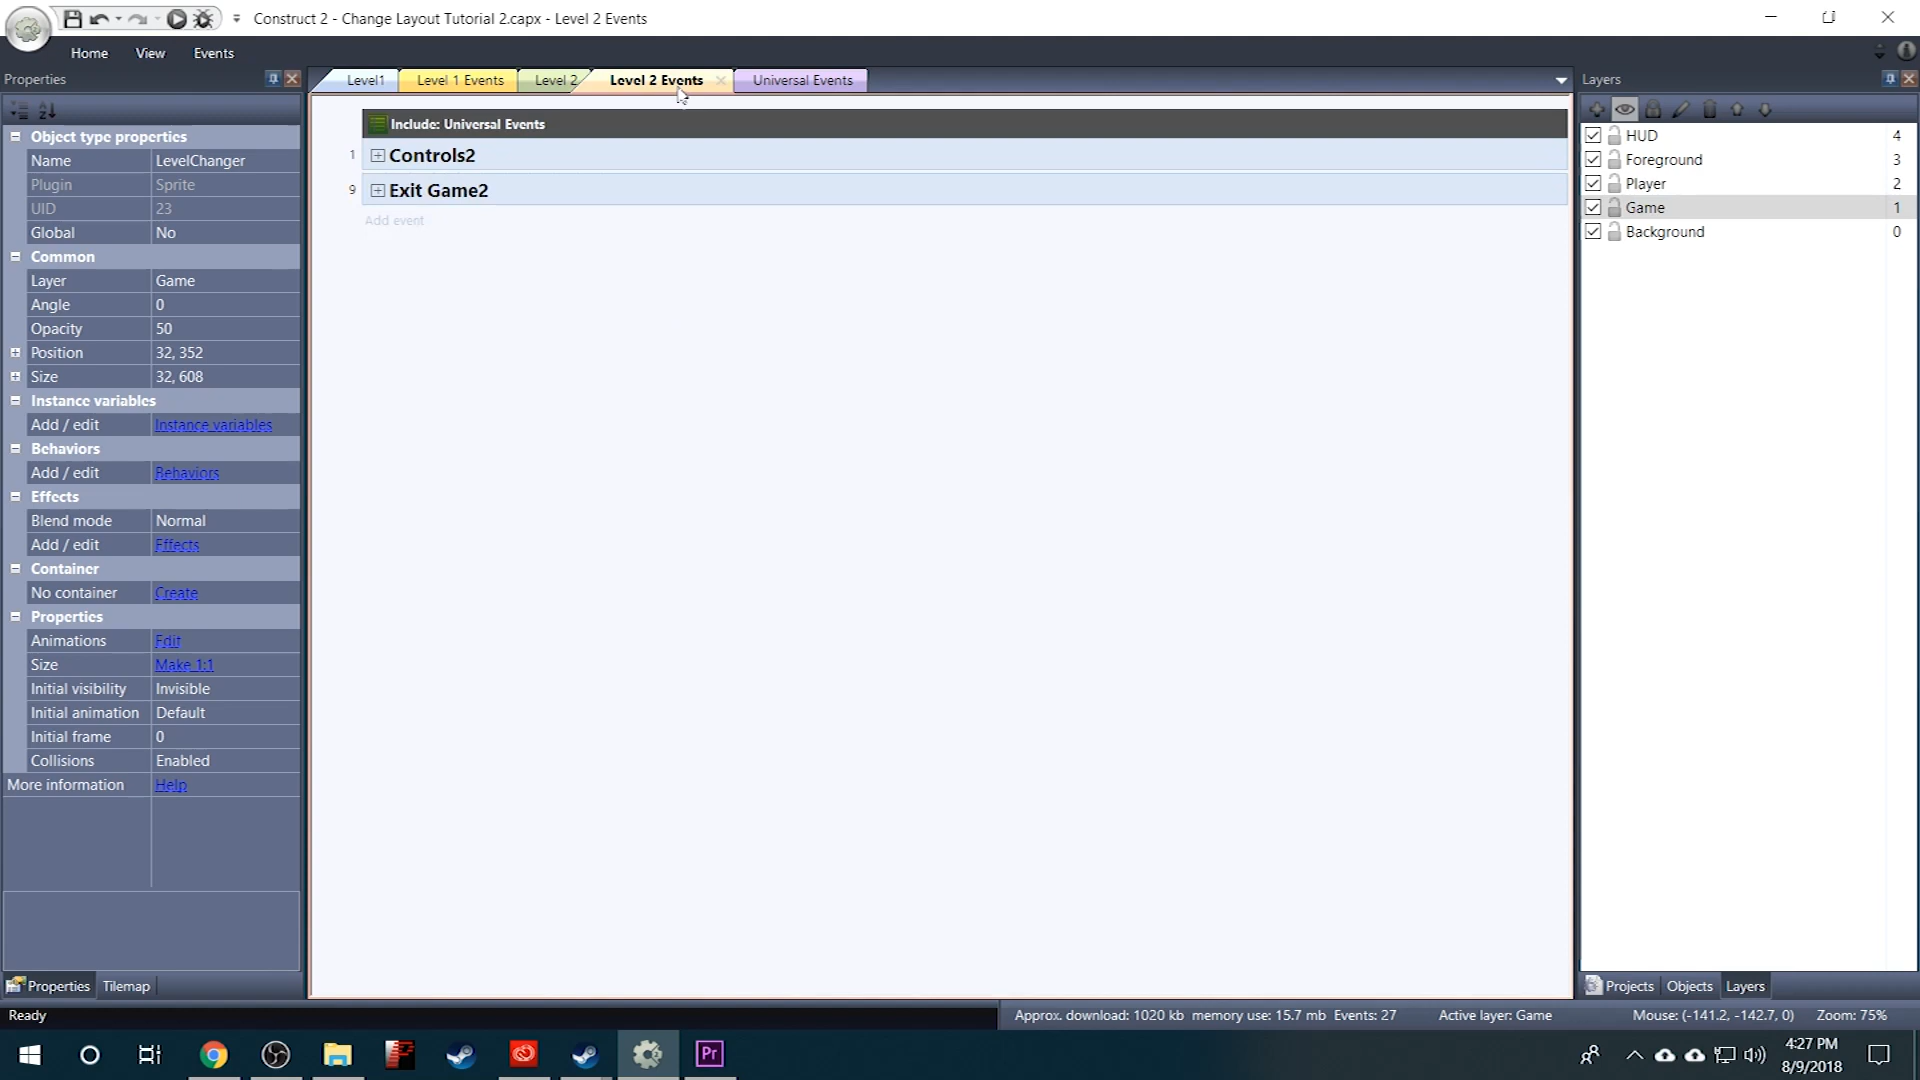 Construct 2 - Change Layout Tutorial 2.capx - Level 2 Events
Home View Events
Properties
Level1 Level 1 Events Level 2 Level 2 Events Universal Events
Layers
Object type properties
Name LevelChanger
Plugin Sprite
UID 23
Global No
Common
Layer Game
Angle 0
Opacity 50
Position 32, 352
Size 32, 608
Instance variables
Add / edit Instance variables
Behaviors
Add / edit Behaviors
Effects
Blend mode Normal
Add / edit Effects
Container
No container Create
Properties
Animations Edit
Size Make 1:1
Initial visibility Invisible
Initial animation Default
Initial frame 0
Collisions Enabled
More information Help
Properties Tilemap
Include: Universal Events
1 Controls2
9 Exit Game2
Add event
HUD 4
Foreground 3
Player 2
Game 1
Background 0
Projects Objects Layers
Ready
Approx. download: 1020 kb memory use: 15.7 mb Events: 27 Active layer: Game Mouse: (-141.2, -142.7, 0) Zoom: 75%
Pr
4:27 PM
8/9/2018